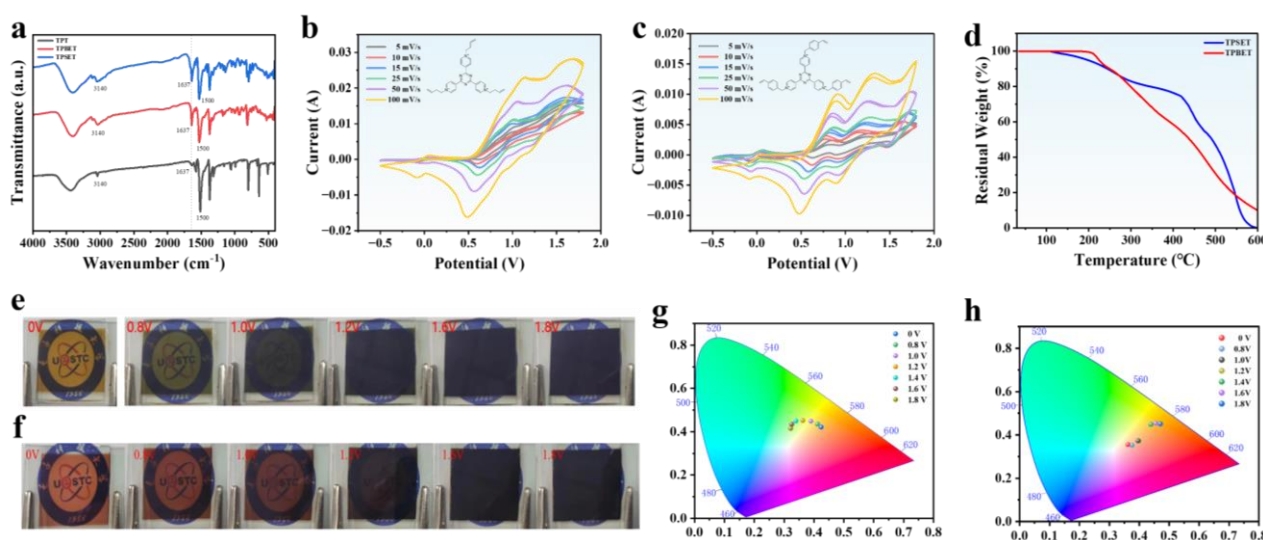 a
TPT
TPBET
TPSET
3140
1637
1500
3140
1637
1500
3140
1637
1500
4000 3000 2000 1000
Wavenumber (cm-1)
Transmittance (a.u.)
b
5 mV/s
10 mV/s
15 mV/s
25 mV/s
50 mV/s
100 mV/s
0.03
0.02
0.01
0.00
-0.01
-0.02
-0.5 0.0 0.5 1.0 1.5 2.0
Potential (V)
Current (A)
c
5 mV/s
10 mV/s
15 mV/s
25 mV/s
50 mV/s
100 mV/s
0.020
0.015
0.010
0.005
0.000
-0.005
-0.010
-0.5 0.0 0.5 1.0 1.5 2.0
Potential (V)
Current (A)
d
TPSET
TPBET
100
80
60
40
20
0
100 200 300 400 500 600
Temperature (°C)
Residual Weight (%)
e
0V 0.8V 1.0V 1.2V 1.6V 1.8V
USTC
f
0V
USTC
g
0 V
0.8 V
1.0 V
1.2 V
1.4 V
1.6 V
1.8 V
520
540
560
580
600
620
500
480
460
0.8
0.6
0.4
0.2
0.0
0.0 0.1 0.2 0.3 0.4 0.5 0.6 0.7 0.8
h
0 V
0.8V
1.0V
1.2V
1.4V
1.6V
1.8V
520
540
560
580
600
620
500
480
460
0.8
0.6
0.4
0.2
0.0
0.0 0.1 0.2 0.3 0.4 0.5 0.6 0.7 0.8